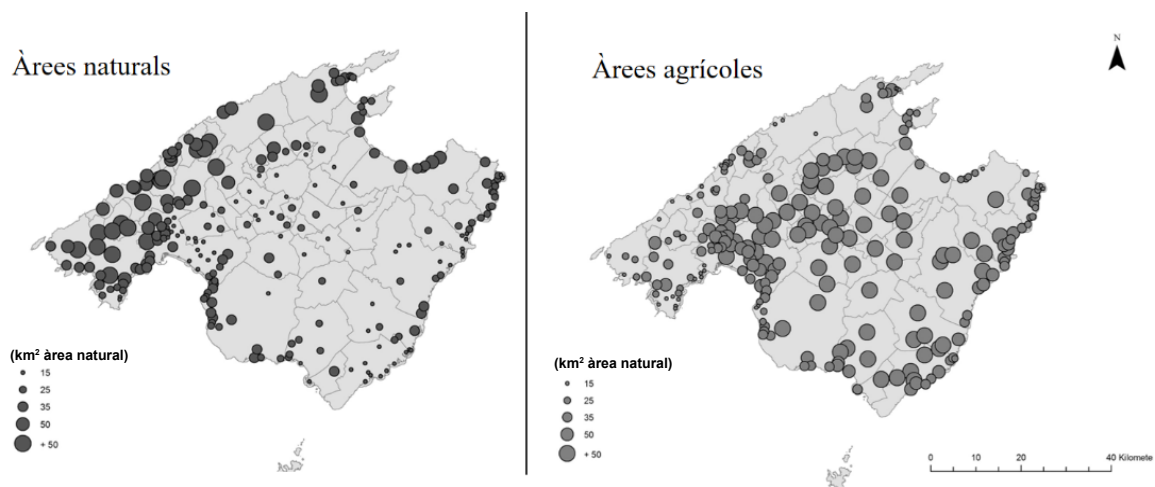 Àrees naturals
(km² àrea natural)
15
25
35
50
+ 50
Àrees agrícoles
N
(km² àrea natural)
15
25
35
50
+ 50
0 10 20 40 Kilomete